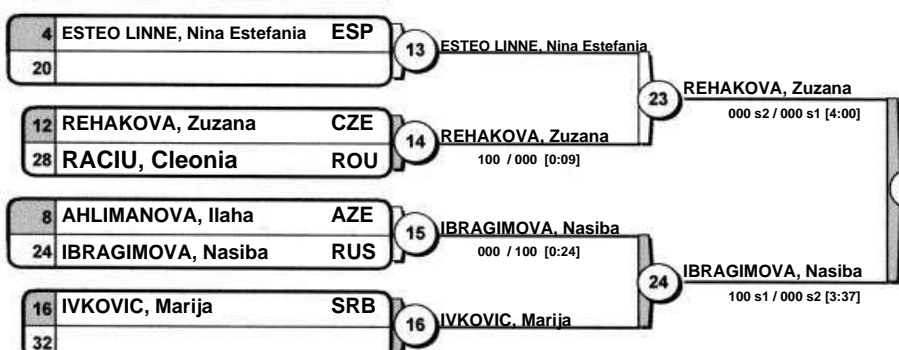 4 ESTEO LINNE, Nina Estefania ESP
20
13 ESTEO LINNE, Nina Estefania
12 REHAKOVA, Zuzana CZE
28 RACIU, Cleonia ROU
14 REHAKOVA, Zuzana
100 / 000 [0:09]
23 REHAKOVA, Zuzana
000 s2 / 000 s1 [4:00]
8 AHLIMANOVA, Ilaha AZE
24 IBRAGIMOVA, Nasiba RUS
15 IBRAGIMOVA, Nasiba
000 / 100 [0:24]
16 IVKOVIC, Marija SRB
32
16 IVKOVIC, Marija
24 IBRAGIMOVA, Nasiba
100 s1 / 000 s2 [3:37]